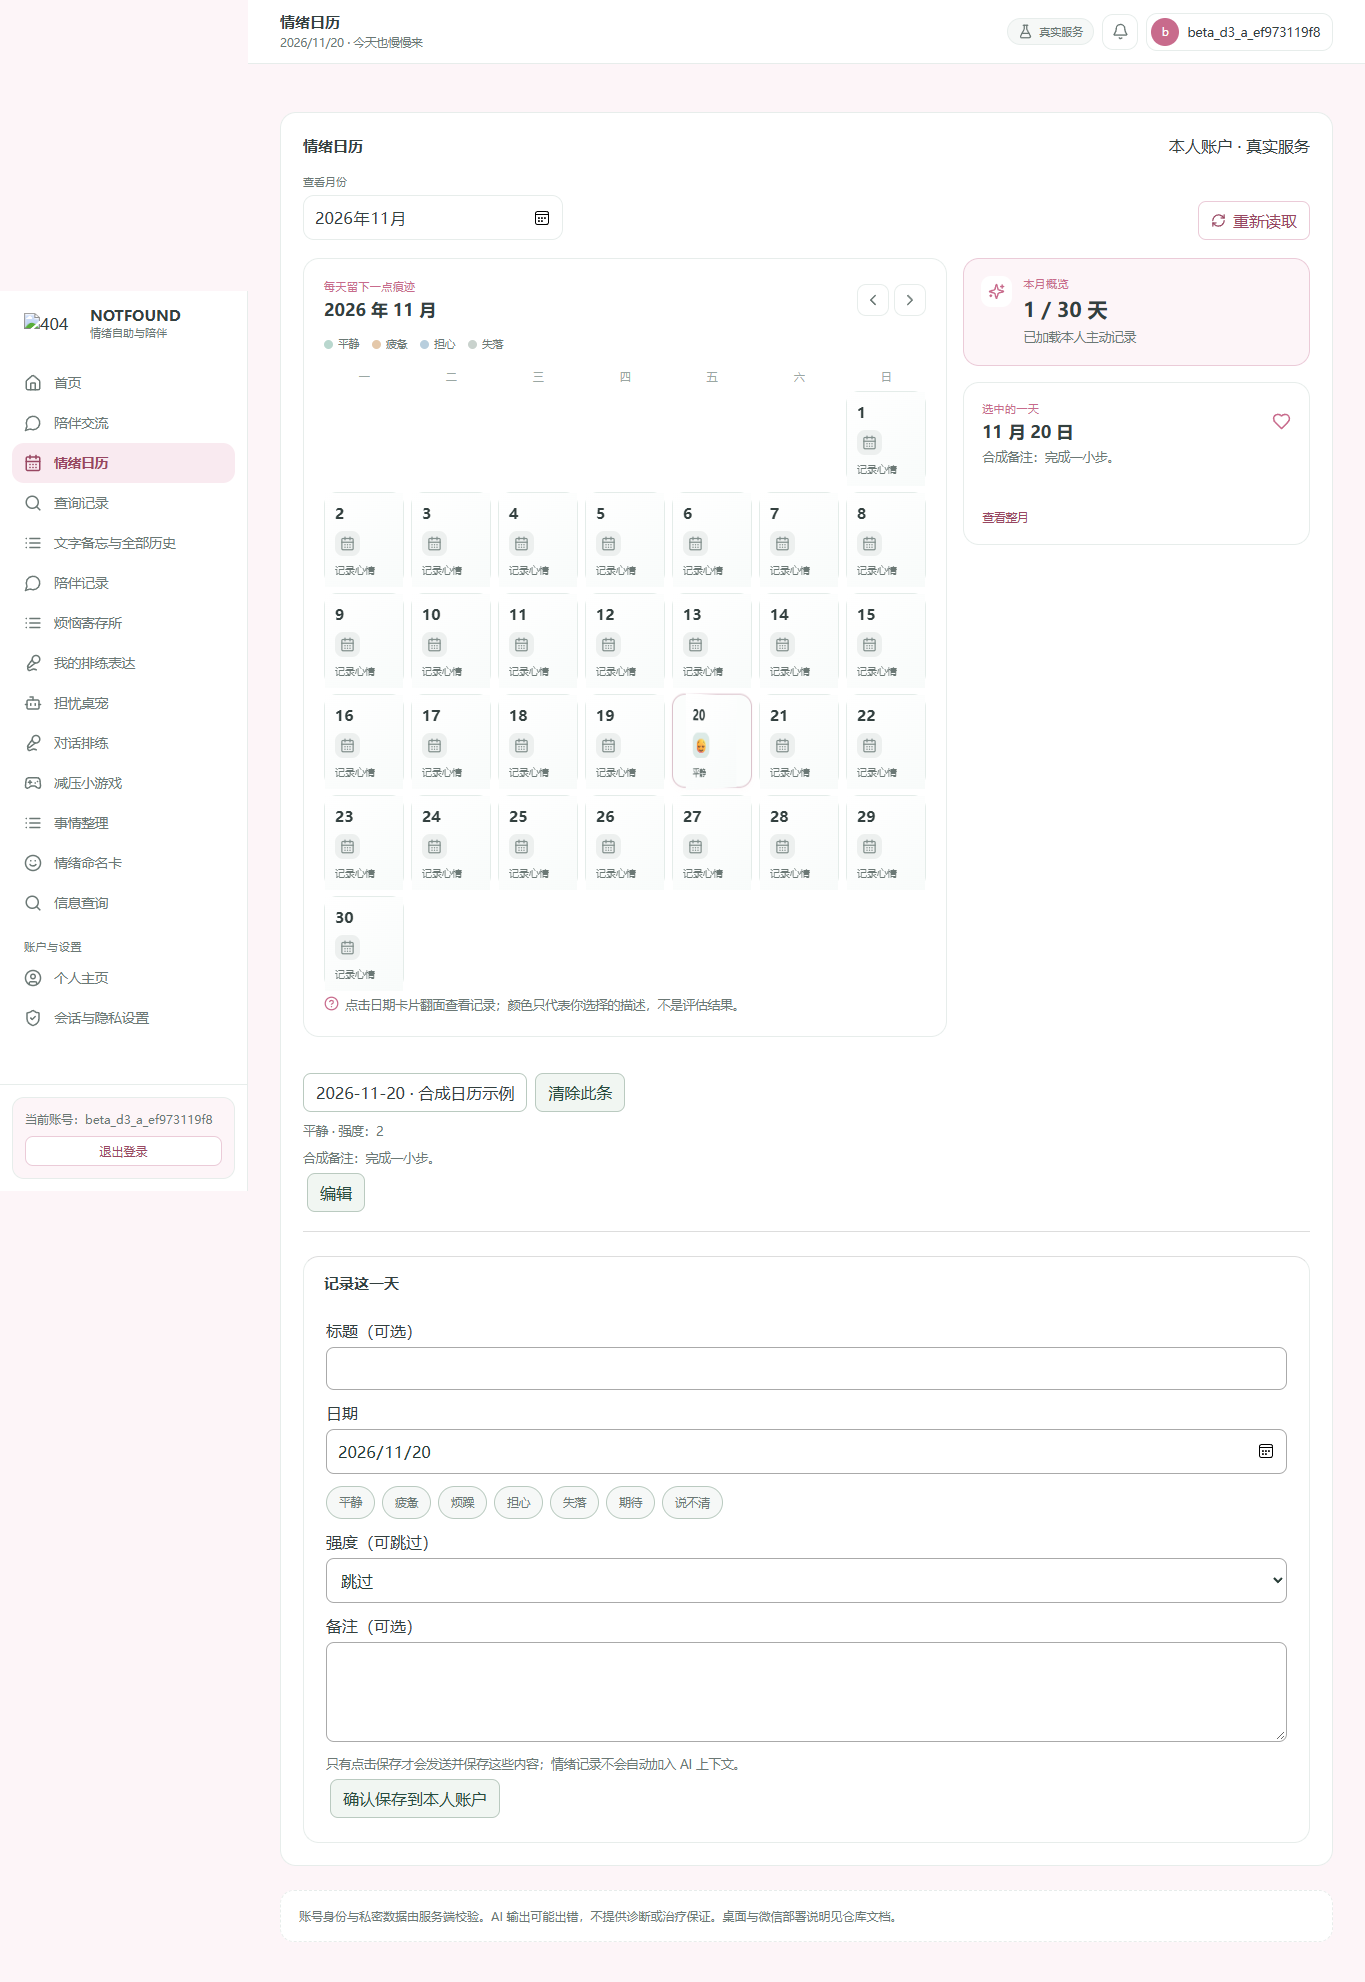 情绪日历
2026/11/20 · 今天也慢慢来
真实服务
b
beta_d3_a_ef973119f8
404
NOTFOUND
情绪自助与陪伴
首页
陪伴交流
情绪日历
查询记录
文字备忘与全部历史
陪伴记录
烦恼寄存所
我的排练表达
担忧桌宠
对话排练
减压小游戏
事情整理
情绪命名卡
信息查询
账户与设置
个人主页
会话与隐私设置
当前账号：beta_d3_a_ef973119f8
退出登录
情绪日历
本人账户 · 真实服务
查看月份
2026年11月
重新读取
每天留下一点痕迹
2026 年 11 月
平静 疲惫 担心 失落
一 二 三 四 五 六 日
1
记录心情
2 3 4 5 6 7 8
记录心情 记录心情 记录心情 记录心情 记录心情 记录心情 记录心情
9 10 11 12 13 14 15
记录心情 记录心情 记录心情 记录心情 记录心情 记录心情 记录心情
16 17 18 19 20 21 22
记录心情 记录心情 记录心情 记录心情 平静 记录心情 记录心情
23 24 25 26 27 28 29
记录心情 记录心情 记录心情 记录心情 记录心情 记录心情 记录心情
30
记录心情
点击日期卡片翻面查看记录；颜色只代表你选择的描述，不是评估结果。
本月概览
1 / 30 天
已加载本人主动记录
选中的一天
11 月 20 日
合成备注：完成一小步。
查看整月
2026-11-20 · 合成日历示例
清除此条
平静 · 强度：2
合成备注：完成一小步。
编辑
记录这一天
标题（可选）
日期
2026/11/20
平静 疲惫 烦躁 担心 失落 期待 说不清
强度（可跳过）
跳过
备注（可选）
只有点击保存才会发送并保存这些内容；情绪记录不会自动加入 AI 上下文。
确认保存到本人账户
账号身份与私密数据由服务端校验。AI 输出可能出错，不提供诊断或治疗保证。桌面与微信部署说明见仓库文档。